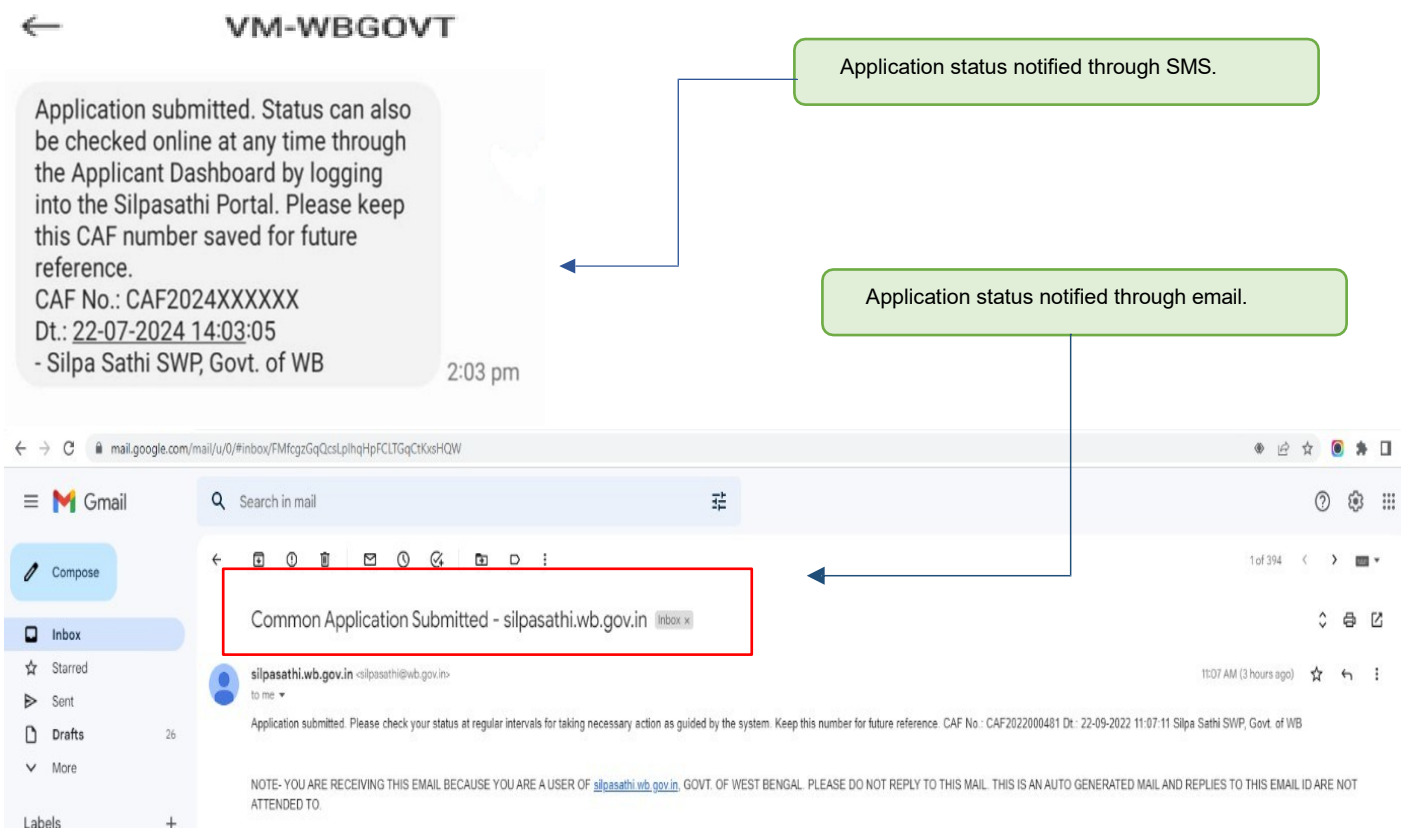 VM-WBGOVT
Application status notified through SMS.
Application submitted. Status can also
be checked online at any time through
the Applicant Dashboard by logging
into the Silpasathi Portal. Please keep
this CAF number saved for future
reference.
CAF No.: CAF2024XXXXXX
Dt.: 22-07-2024 14:03:05
- Silpa Sathi SWP, Govt. of WB
2:03 pm
Application status notified through email.
mail.google.com/mail/u/0/#inbox/FMfcgzGqQcsLplhqHpFCLTGqCtKxsHQW
Gmail
Search in mail
Compose
1 of 394
Common Application Submitted - silpasathi.wb.gov.in Inbox x
Inbox
Starred
Sent
Drafts 26
More
Labels +
silpasathi.wb.gov.in <silpasathi@wb.gov.in>
11:07 AM (3 hours ago)
to me
Application submitted. Please check your status at regular intervals for taking necessary action as guided by the system. Keep this number for future reference. CAF No.: CAF2022000481 Dt.: 22-09-2022 11:07:11 Silpa Sathi SWP, Govt. of WB
NOTE- YOU ARE RECEIVING THIS EMAIL BECAUSE YOU ARE A USER OF silpasathi.wb.gov.in, GOVT. OF WEST BENGAL. PLEASE DO NOT REPLY TO THIS MAIL. THIS IS AN AUTO GENERATED MAIL AND REPLIES TO THIS EMAIL ID ARE NOT
ATTENDED TO.